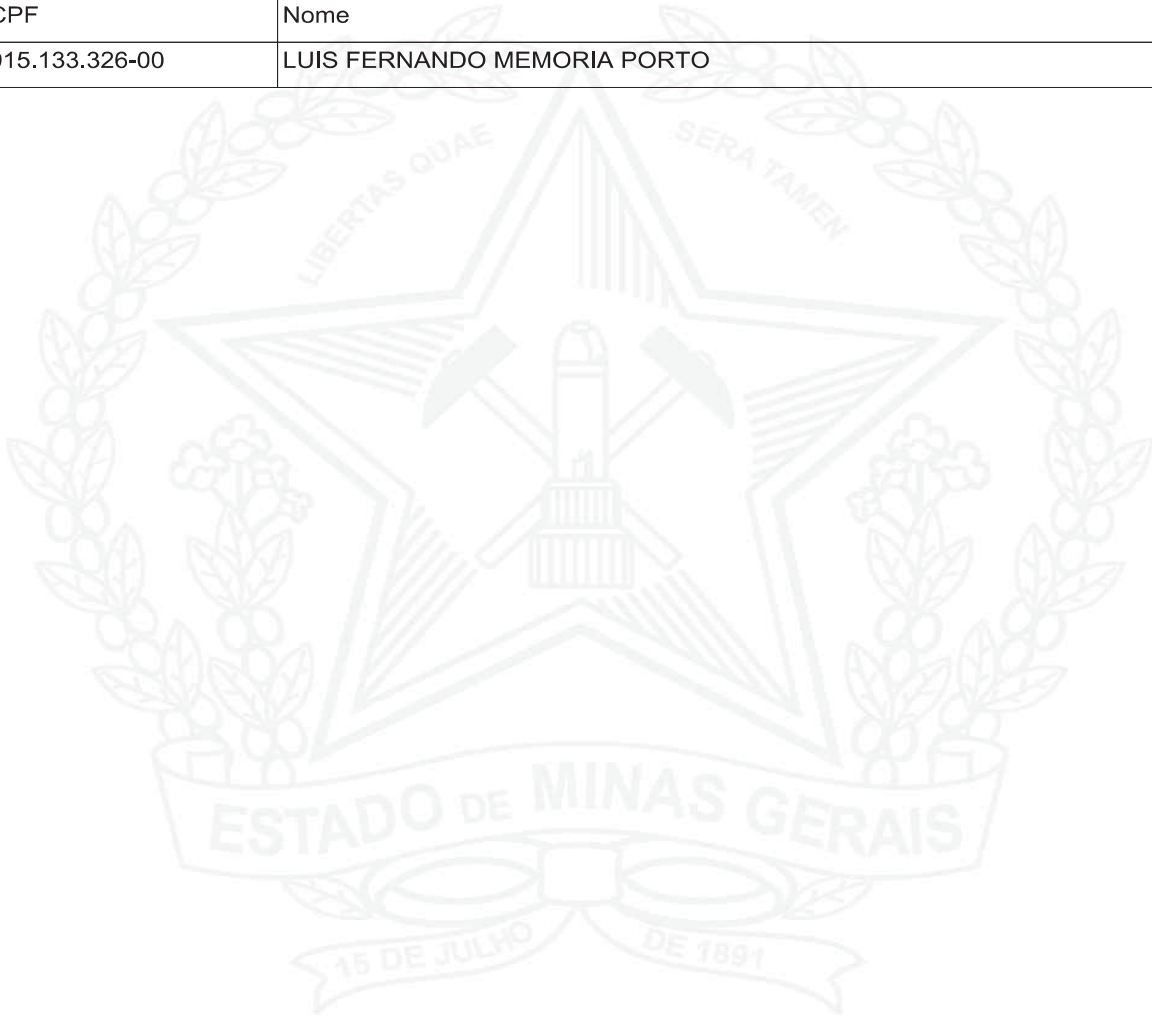 CPF Nome
915.133.326-00 LUIS FERNANDO MEMORIA PORTO
LIBERTAS QUAE SERA TAMEN
ESTADO DE MINAS GERAIS
15 DE JULHO DE 1891